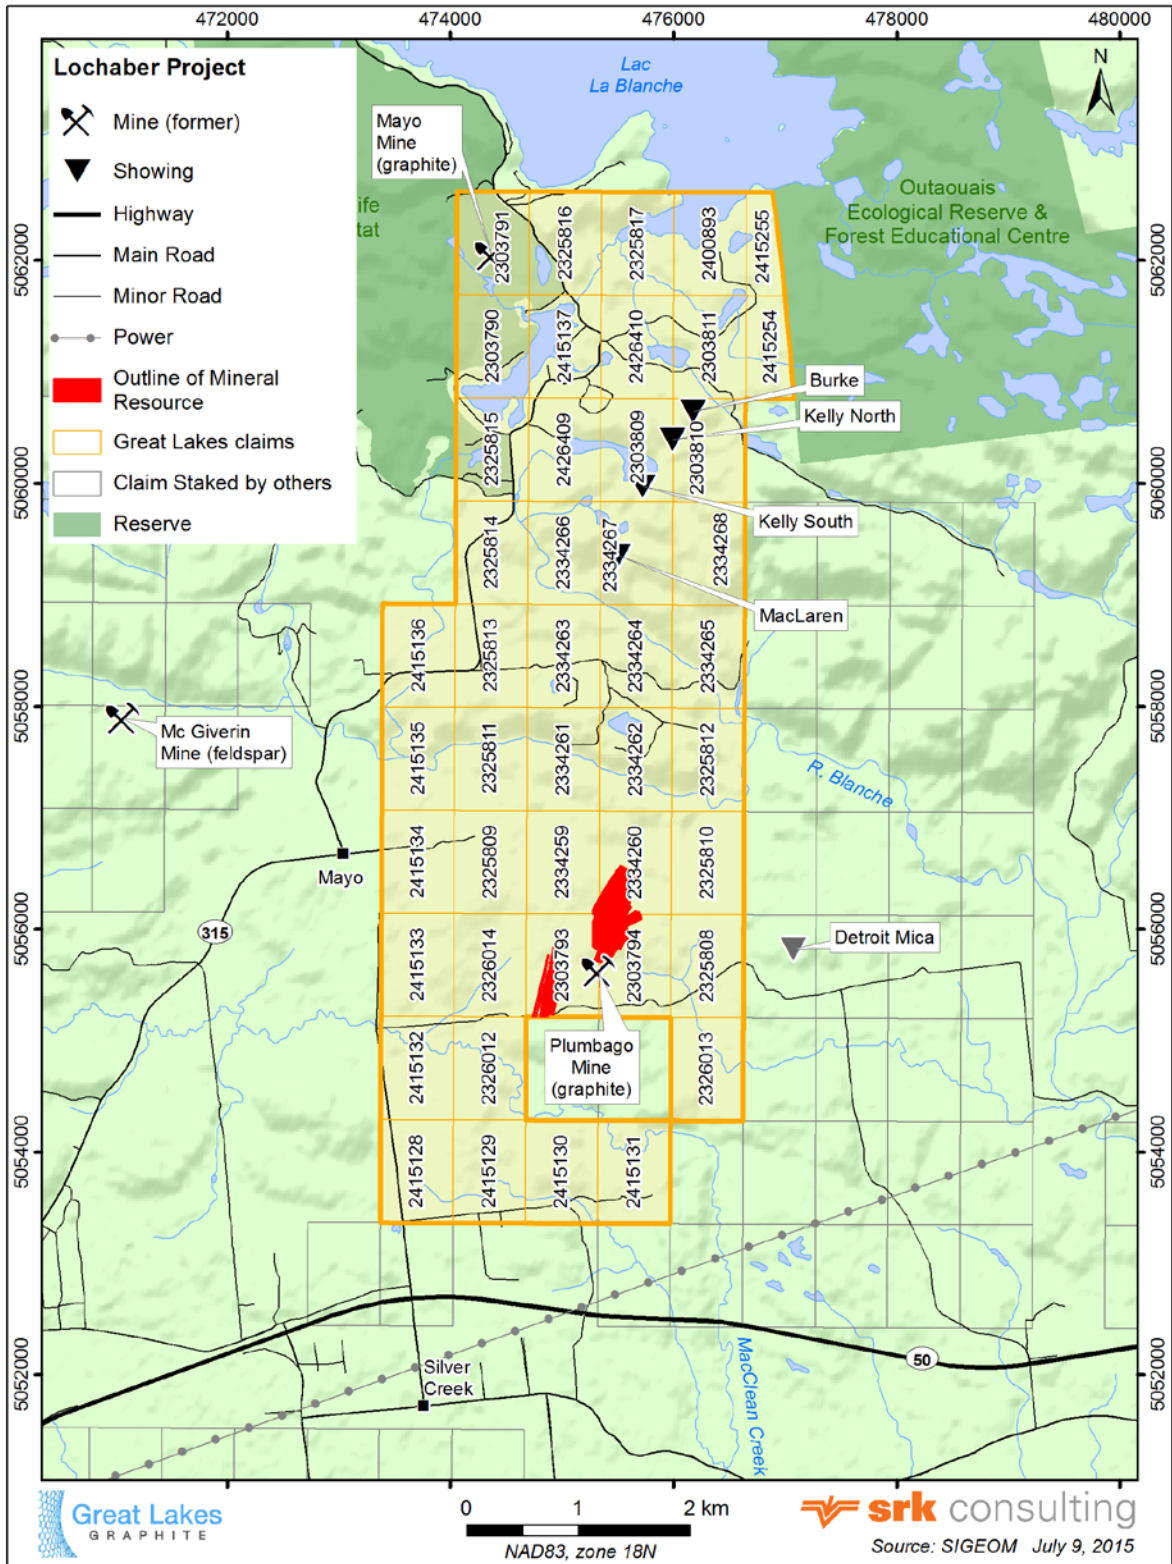 472000
474000
476000
478000
480000
Lochaber Project
Mine (former)
Showing
Highway
Main Road
Minor Road
Power
Outline of Mineral
Resource
Great Lakes claims
Claim Staked by others
Reserve
Lac
La Blanche
N
Mayo
Mine
(graphite)
ife
tat
Outaouais
Ecological Reserve &
Forest Educational Centre
5062000
5062000
2303791
2325816
2325817
2400893
2415255
2303790
2415137
2426410
2303811
2415254
Burke
Kelly North
2325815
2426409
2303809
2303810
5060000
5060000
Kelly South
2325814
2334266
2334267
2334268
MacLaren
2415136
2325813
2334263
2334264
2334265
5058000
5058000
Mc Giverin
Mine (feldspar)
2415135
2325811
2334261
2334262
2325812
R. Blanche
2415134
2325809
2334259
2334260
2325810
Mayo
315
5056000
5056000
2415133
2326014
2303793
2303794
2325808
Detroit Mica
2415132
2326012
Plumbago
Mine
(graphite)
2326013
5054000
5054000
2415128
2415129
2415130
2415131
50
5052000
5052000
Silver
Creek
MacClean Creek
Great Lakes
GRAPHITE
0 1 2 km
NAD83, zone 18N
srk consulting
Source: SIGEOM July 9, 2015